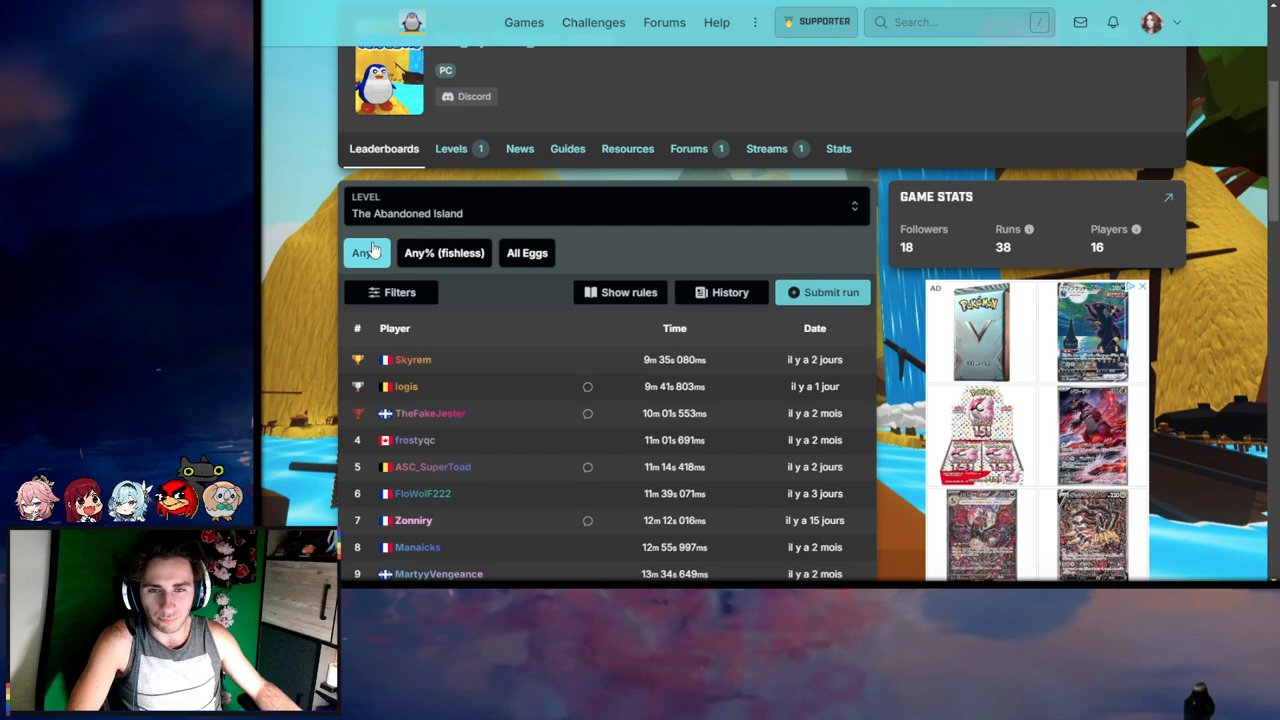 Games Challenges Forums Help SUPPORTER Search... /
PC
Discord
Leaderboards Levels 1 News Guides Resources Forums 1 Streams 1 Stats
LEVEL
The Abandoned Island
Any% (fishless) All Eggs
Filters Show rules History Submit run
# Player Time Date
Skyrem 9m 35s 080ms il y a 2 jours
logis 9m 41s 803ms il y a 1 jour
TheFakeJester 10m 01s 553ms il y a 2 mois
4 frostyqc 11m 01s 691ms il y a 2 mois
5 ASC_SuperToad 11m 14s 418ms il y a 2 jours
6 FloWolF222 11m 39s 071ms il y a 3 jours
7 Zonniry 12m 12s 016ms il y a 15 jours
8 Manaicks 12m 55s 997ms il y a 2 mois
9 MartyyVengeance 13m 34s 649ms il y a 2 mois
GAME STATS
Followers Runs Players
18 38 16
AD